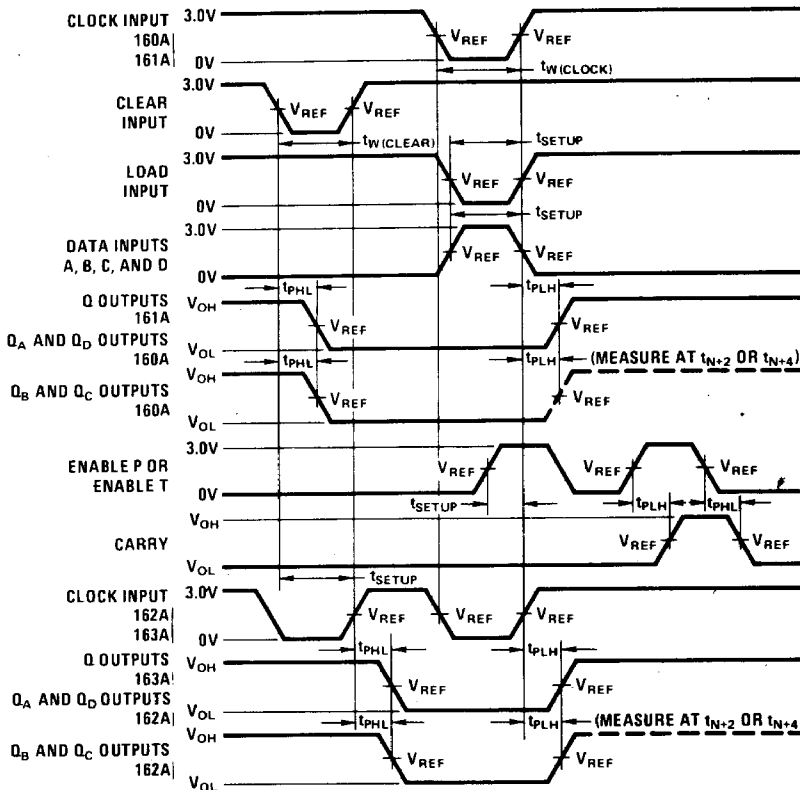 CLOCK INPUT 3.0V
160A V_REF V_REF
161A 0V
t_W(CLOCK)
3.0V
CLEAR V_REF V_REF
INPUT 0V
t_W(CLEAR) t_SETUP
3.0V
LOAD V_REF V_REF
INPUT 0V
t_SETUP
3.0V
DATA INPUTS V_REF V_REF
A, B, C, AND D 0V
t_PHL t_PLH
Q OUTPUTS V_OH
161A V_REF V_REF
Q_A AND Q_D OUTPUTS V_OL
160A t_PHL t_PLH (MEASURE AT t_N+2 OR t_N+4)
V_OH
Q_B AND Q_C OUTPUTS V_REF V_REF
160A V_OL
3.0V
ENABLE P OR V_REF V_REF V_REF
ENABLE T 0V
t_SETUP t_PLH t_PHL
V_OH
CARRY V_REF V_REF
V_OL
t_SETUP
CLOCK INPUT 3.0V
162A V_REF V_REF V_REF
163A 0V
t_PHL t_PLH
Q OUTPUTS V_OH
163A V_REF V_REF
Q_A AND Q_D OUTPUTS V_OL
162A t_PHL t_PLH (MEASURE AT t_N+2 OR t_N+4
V_OH
Q_B AND Q_C OUTPUTS V_REF V_REF
162A V_OL